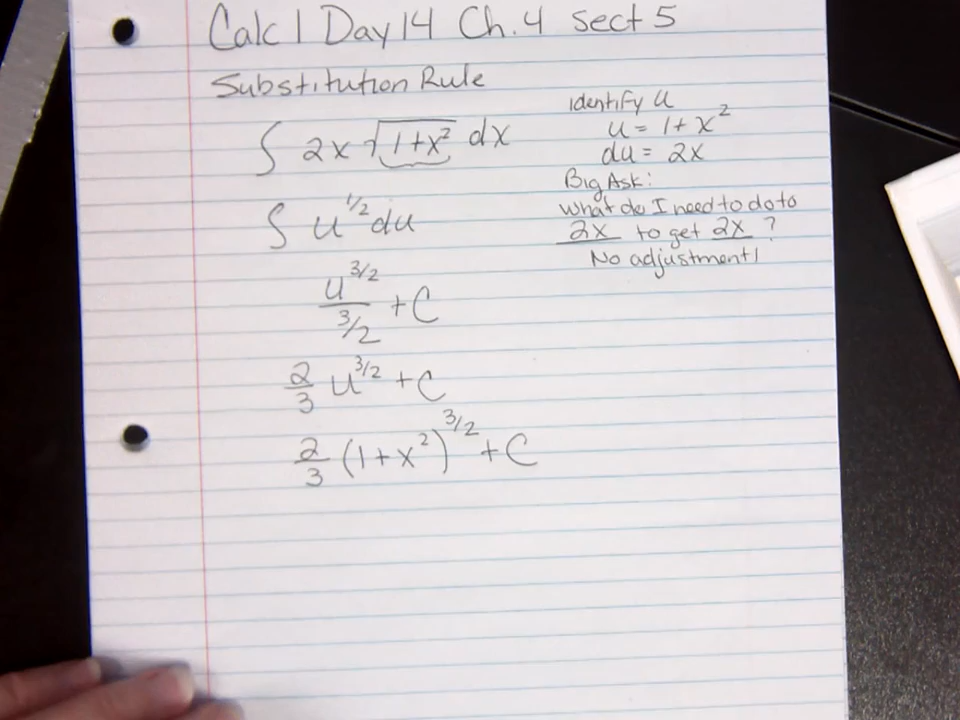 Calc 1 Day 14 Ch. 4 sect 5
Substitution Rule
∫ 2x √(1+x²) dx
∫ u^(1/2) du
u^(3/2) / (3/2) + C
2/3 u^(3/2) + C
2/3 (1+x²)^(3/2) + C
identify u
u = 1 + x²
du = 2x
Big Ask:
What do I need to do to
2x to get 2x ?
No adjustment!